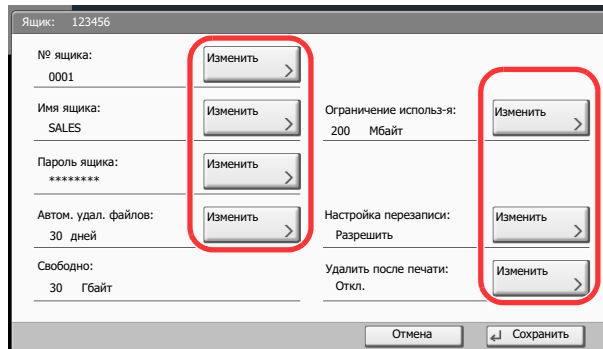 Ящик: 123456
№ ящика:
0001
Изменить
Имя ящика:
SALES
Изменить
Ограничение использ-я:
200 Мбайт
Изменить
Пароль ящика:
********
Изменить
Автом. удал. файлов:
30 дней
Изменить
Настройка перезаписи:
Разрешить
Изменить
Свободно:
30 Гбайт
Удалить после печати:
Откл.
Изменить
Отмена
Сохранить